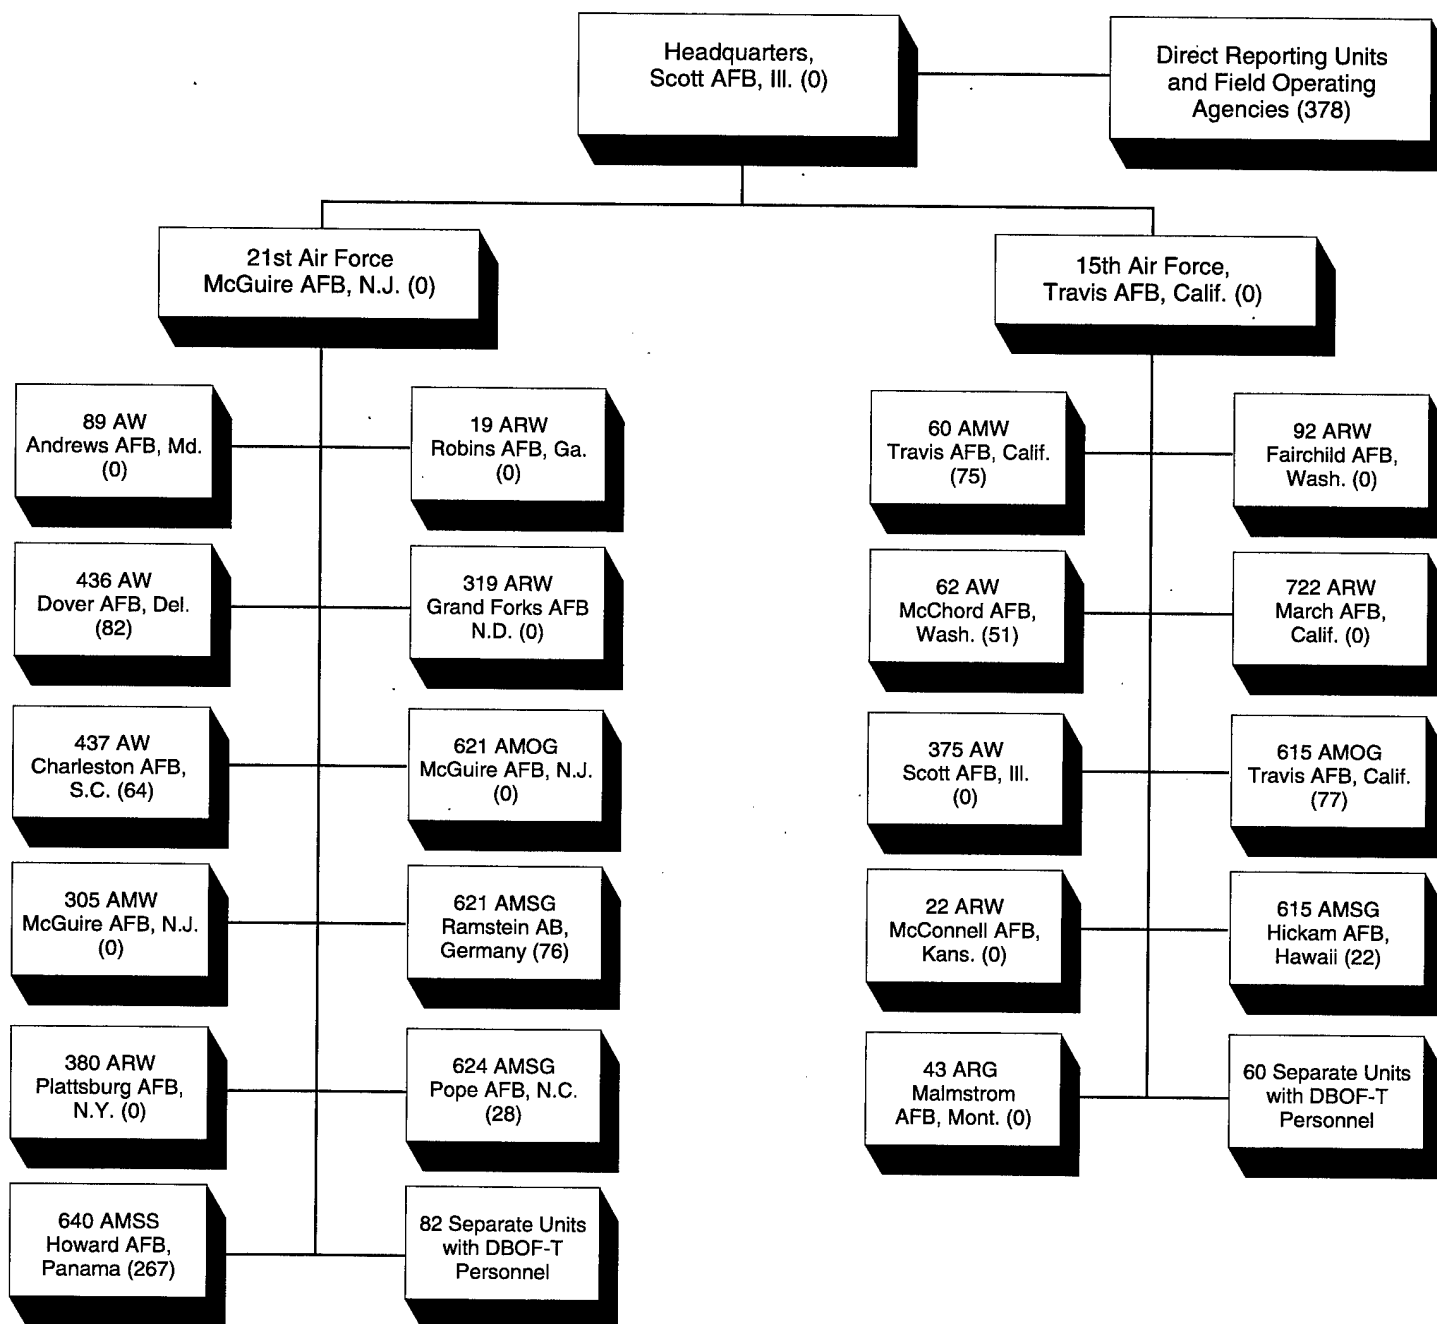 Headquarters,
Scott AFB, Ill. (0)
Direct Reporting Units
and Field Operating
Agencies (378)
21st Air Force
McGuire AFB, N.J. (0)
15th Air Force,
Travis AFB, Calif. (0)
89 AW
Andrews AFB, Md.
(0)
19 ARW
Robins AFB, Ga.
(0)
436 AW
Dover AFB, Del.
(82)
319 ARW
Grand Forks AFB
N.D. (0)
437 AW
Charleston AFB,
S.C. (64)
621 AMOG
McGuire AFB, N.J.
(0)
305 AMW
McGuire AFB, N.J.
(0)
621 AMSG
Ramstein AB,
Germany (76)
380 ARW
Plattsburg AFB,
N.Y. (0)
624 AMSG
Pope AFB, N.C.
(28)
640 AMSS
Howard AFB,
Panama (267)
82 Separate Units
with DBOF-T
Personnel
60 AMW
Travis AFB, Calif.
(75)
92 ARW
Fairchild AFB,
Wash. (0)
62 AW
McChord AFB,
Wash. (51)
722 ARW
March AFB,
Calif. (0)
375 AW
Scott AFB, Ill.
(0)
615 AMOG
Travis AFB, Calif.
(77)
22 ARW
McConnell AFB,
Kans. (0)
615 AMSG
Hickam AFB,
Hawaii (22)
43 ARG
Malmstrom
AFB, Mont. (0)
60 Separate Units
with DBOF-T
Personnel